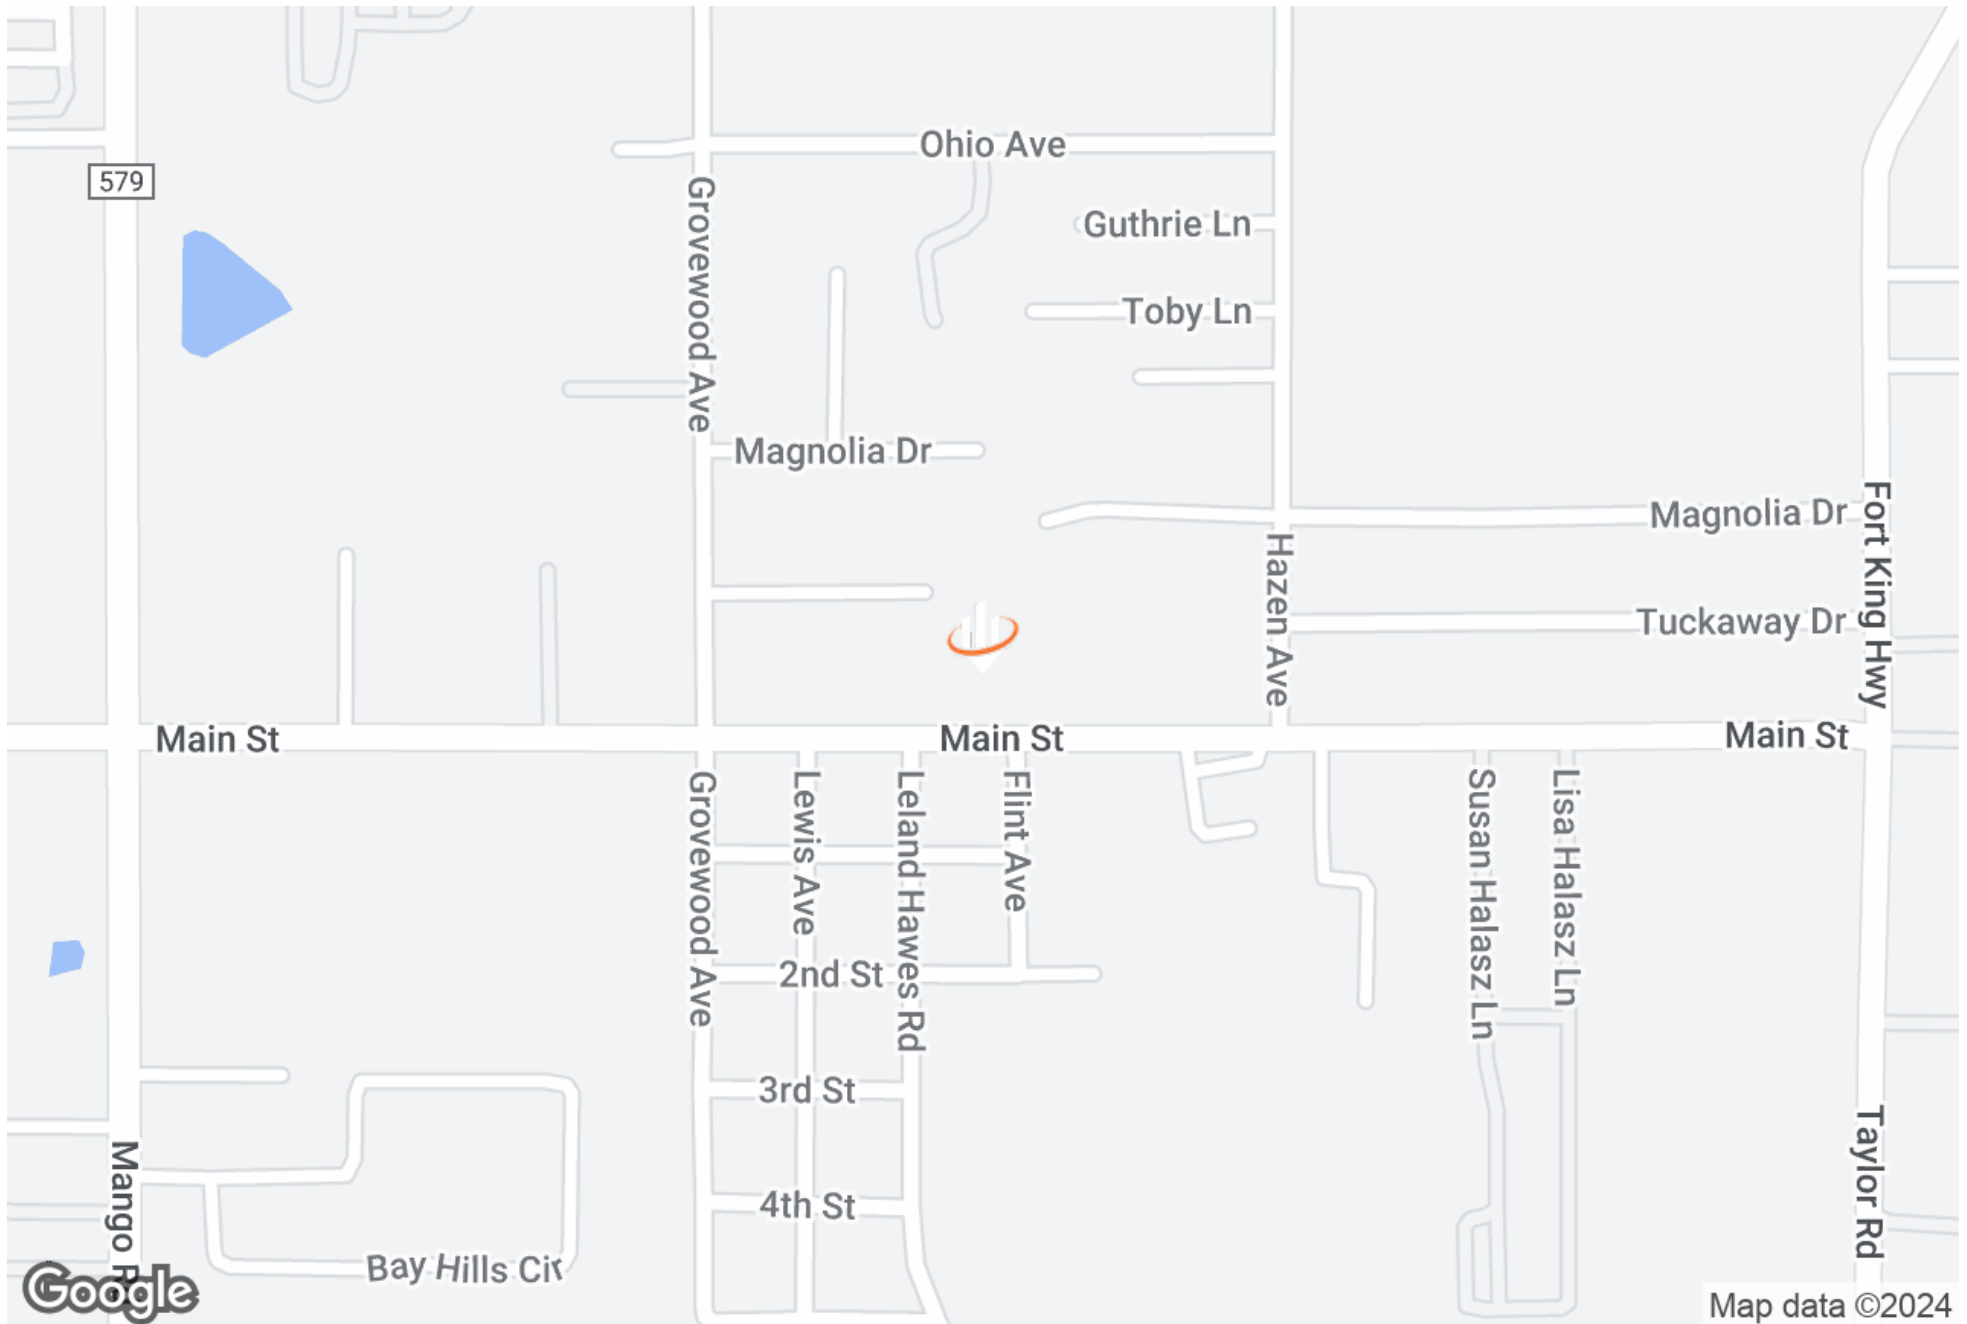 579
Ohio Ave
Guthrie Ln
Toby Ln
Grovewood Ave
Magnolia Dr
Magnolia Dr
Fort King Hwy
Hazen Ave
Tuckaway Dr
Main St
Main St
Main St
Grovewood Ave
Lewis Ave
Leland Hawes Rd
Flint Ave
Susan Halasz Ln
Lisa Halasz Ln
2nd St
3rd St
4th St
Mango Rd
Taylor Rd
Bay Hills Cir
Google
Map data ©2024